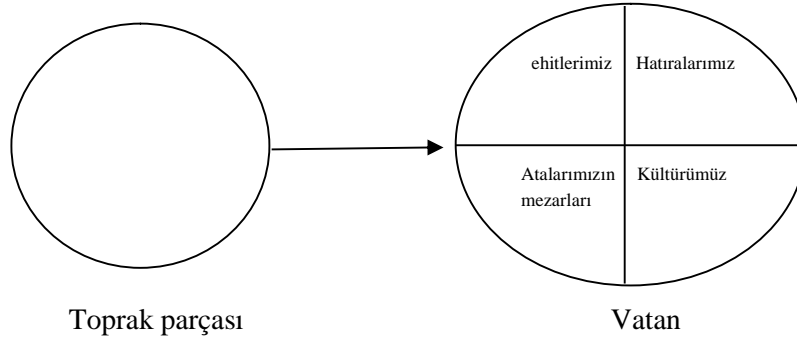 ehitlerimiz
Hatıralarımız
Atalarımızın
mezarları
Kültürümüz
Toprak parçası
Vatan